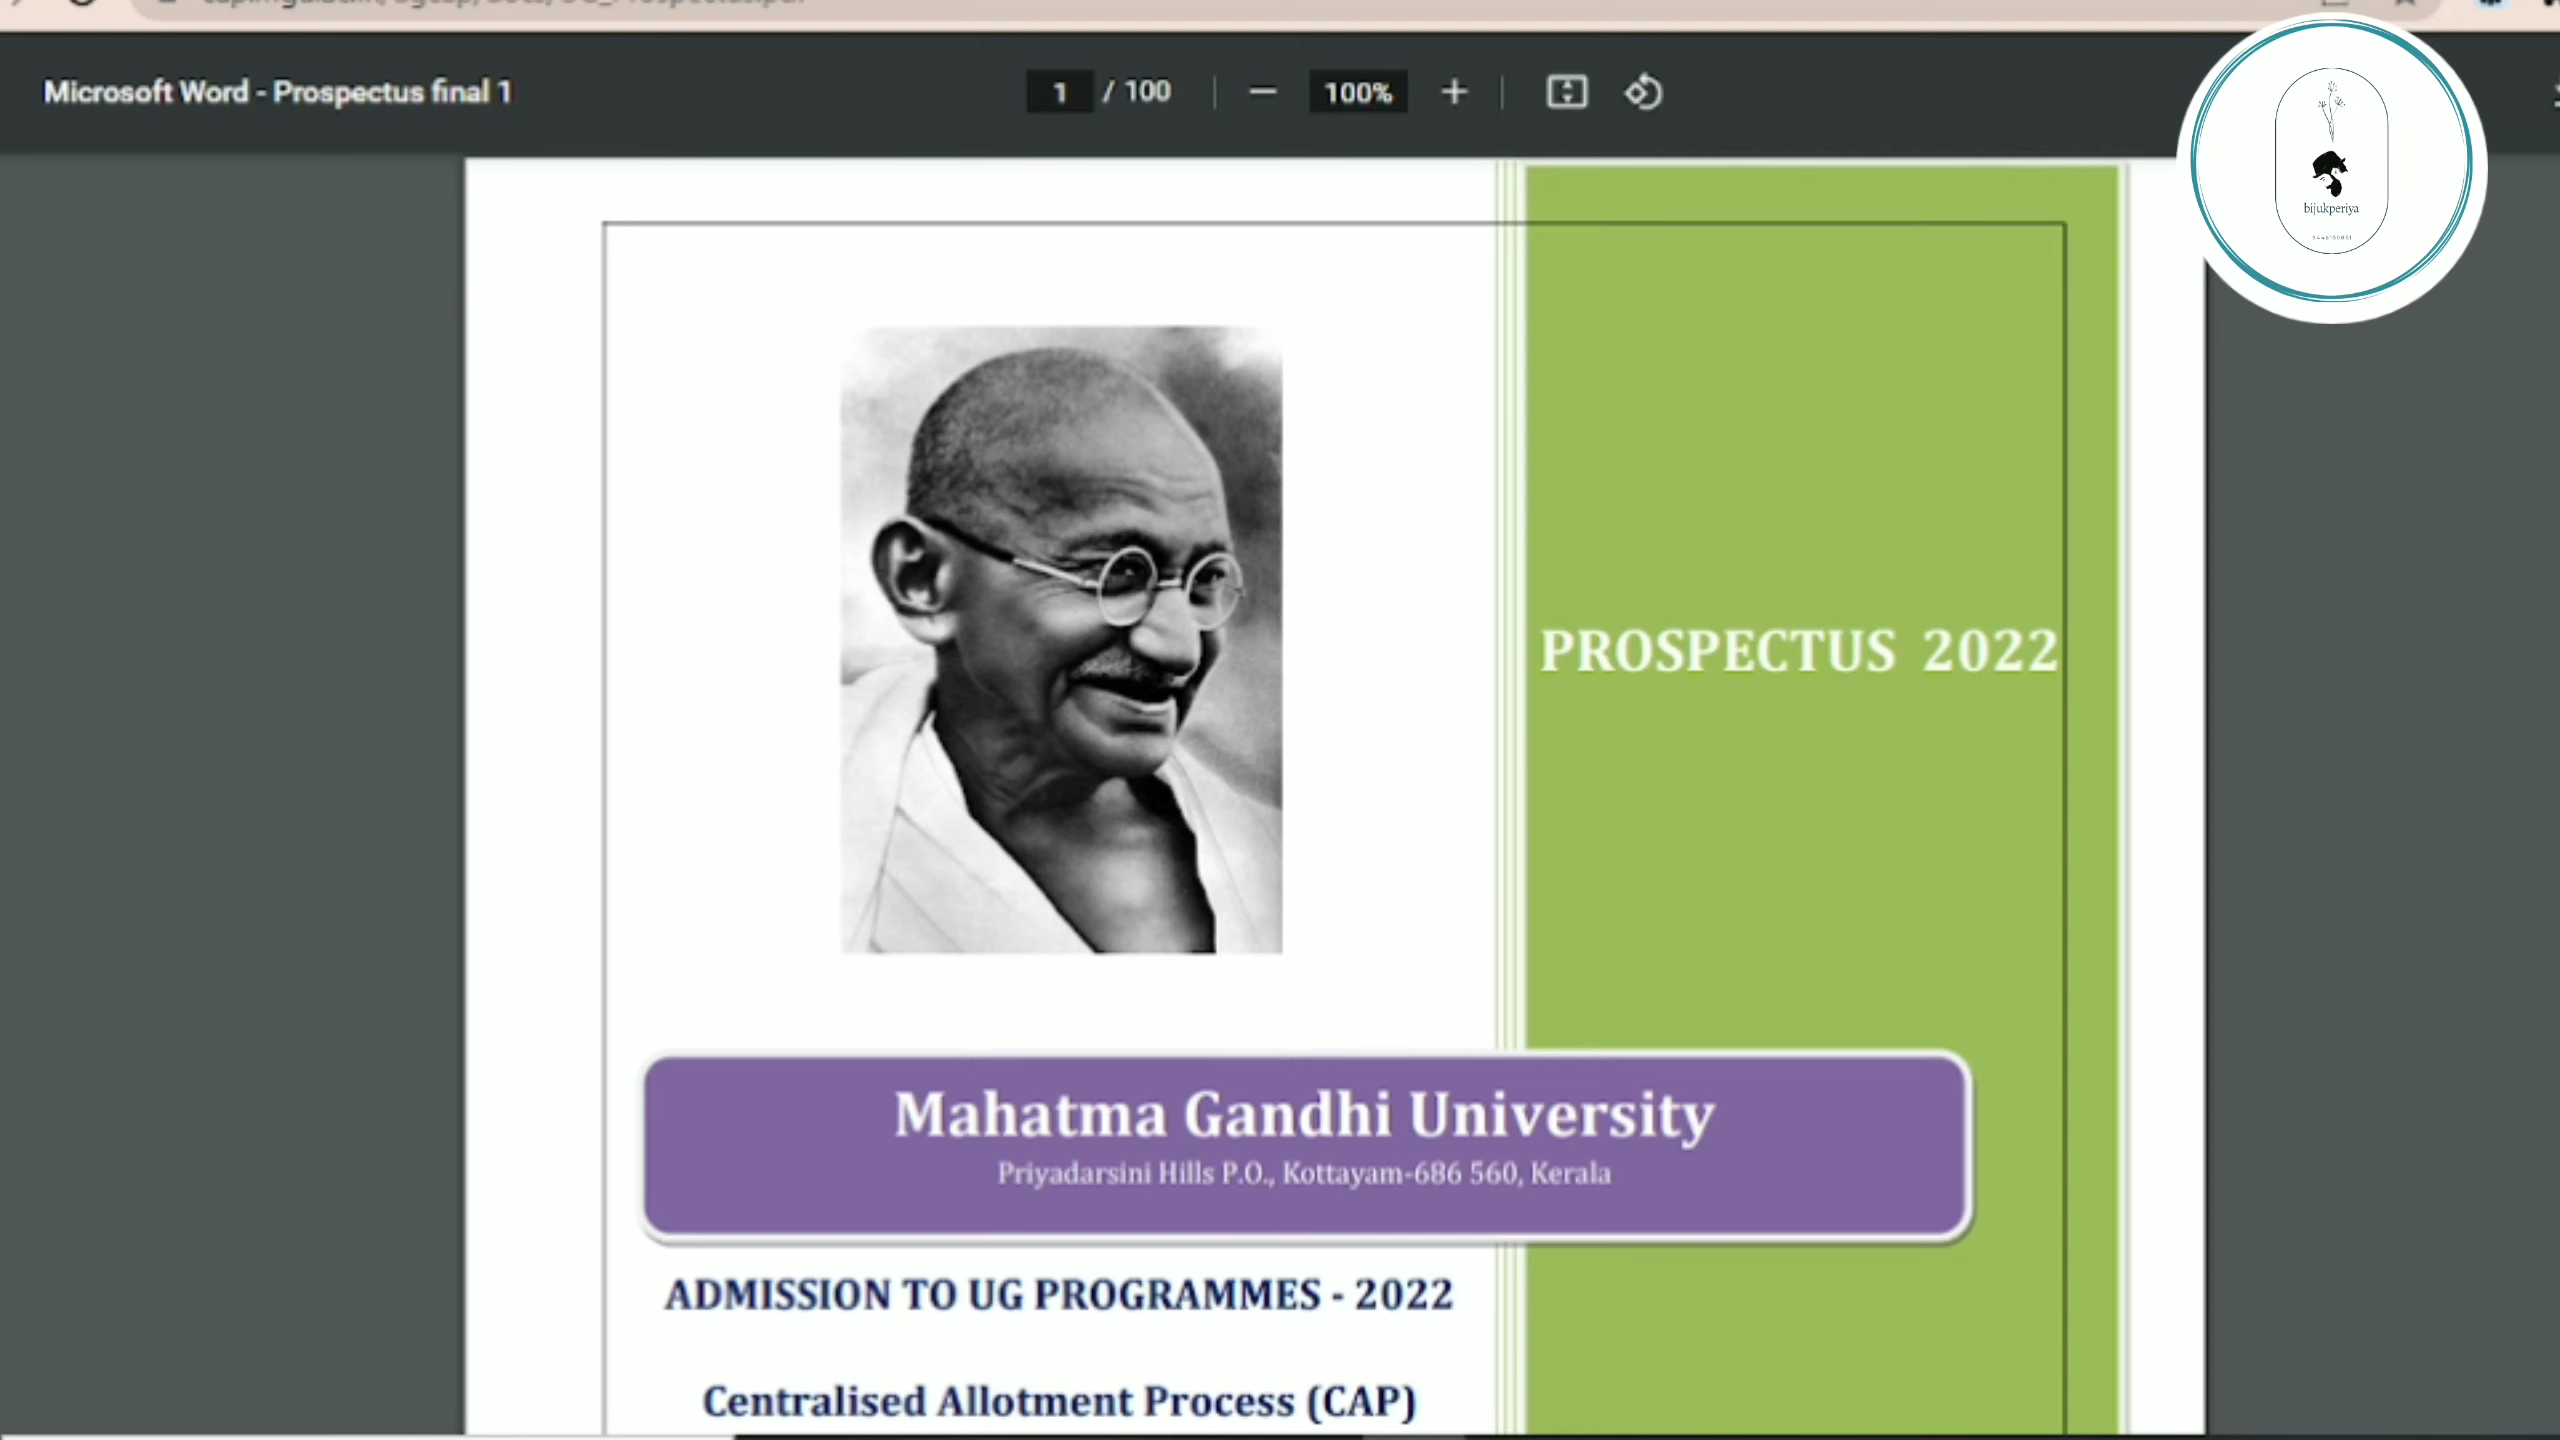 Microsoft Word - Prospectus final 1
1 / 100
100%
bijukperiya
PROSPECTUS 2022
Mahatma Gandhi University
Priyadarsini Hills P.O., Kottayam-686 560, Kerala
ADMISSION TO UG PROGRAMMES - 2022
Centralised Allotment Process (CAP)